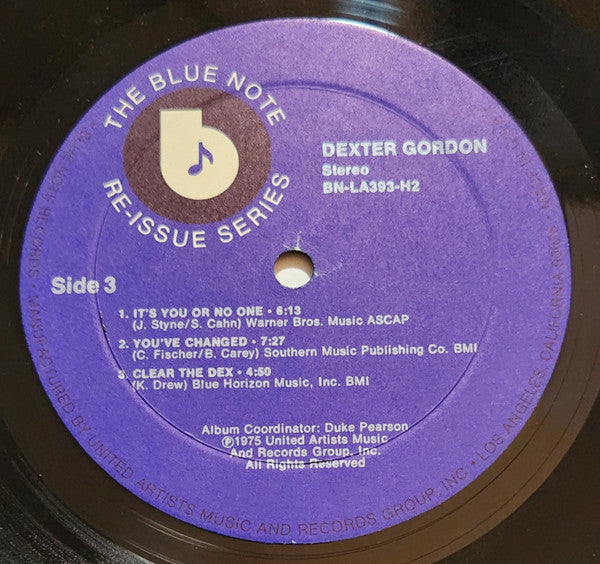 THE BLUE NOTE
RE-ISSUE SERIES
b
DEXTER GORDON
Stereo
BN-LA393-H2
Side 3
1. IT'S YOU OR NO ONE • 6:13
(J. Styne/S. Cahn) Warner Bros. Music ASCAP
2. YOU'VE CHANGED • 7:27
(C. Fischer/B. Carey) Southern Music Publishing Co. BMI
3. CLEAR THE DEX • 4:50
(K. Drew) Blue Horizon Music, Inc. BMI
Album Coordinator: Duke Pearson
Ⓟ1975 United Artists Music
And Records Group, Inc.
All Rights Reserved
RECORDS • MANUFACTURED BY UNITED ARTISTS MUSIC AND RECORDS GROUP, INC • LOS ANGELES, CALIFORNIA